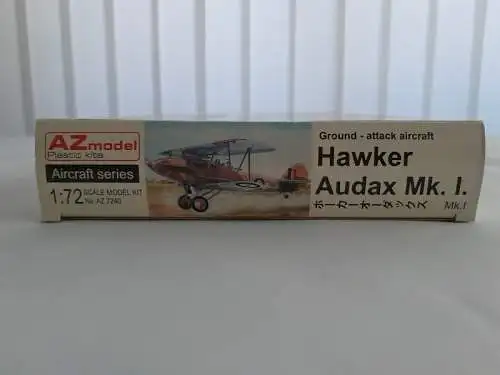 AZmodel
Plastic kits
Aircraft series
1:72 SCALE MODEL KIT
No. AZ 7240
Ground - attack aircraft
Hawker
Audax Mk. I.
ホーカーオーダックス Mk.I